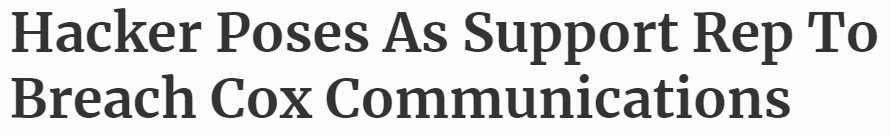 Hacker Poses As Support Rep To
Breach Cox Communications